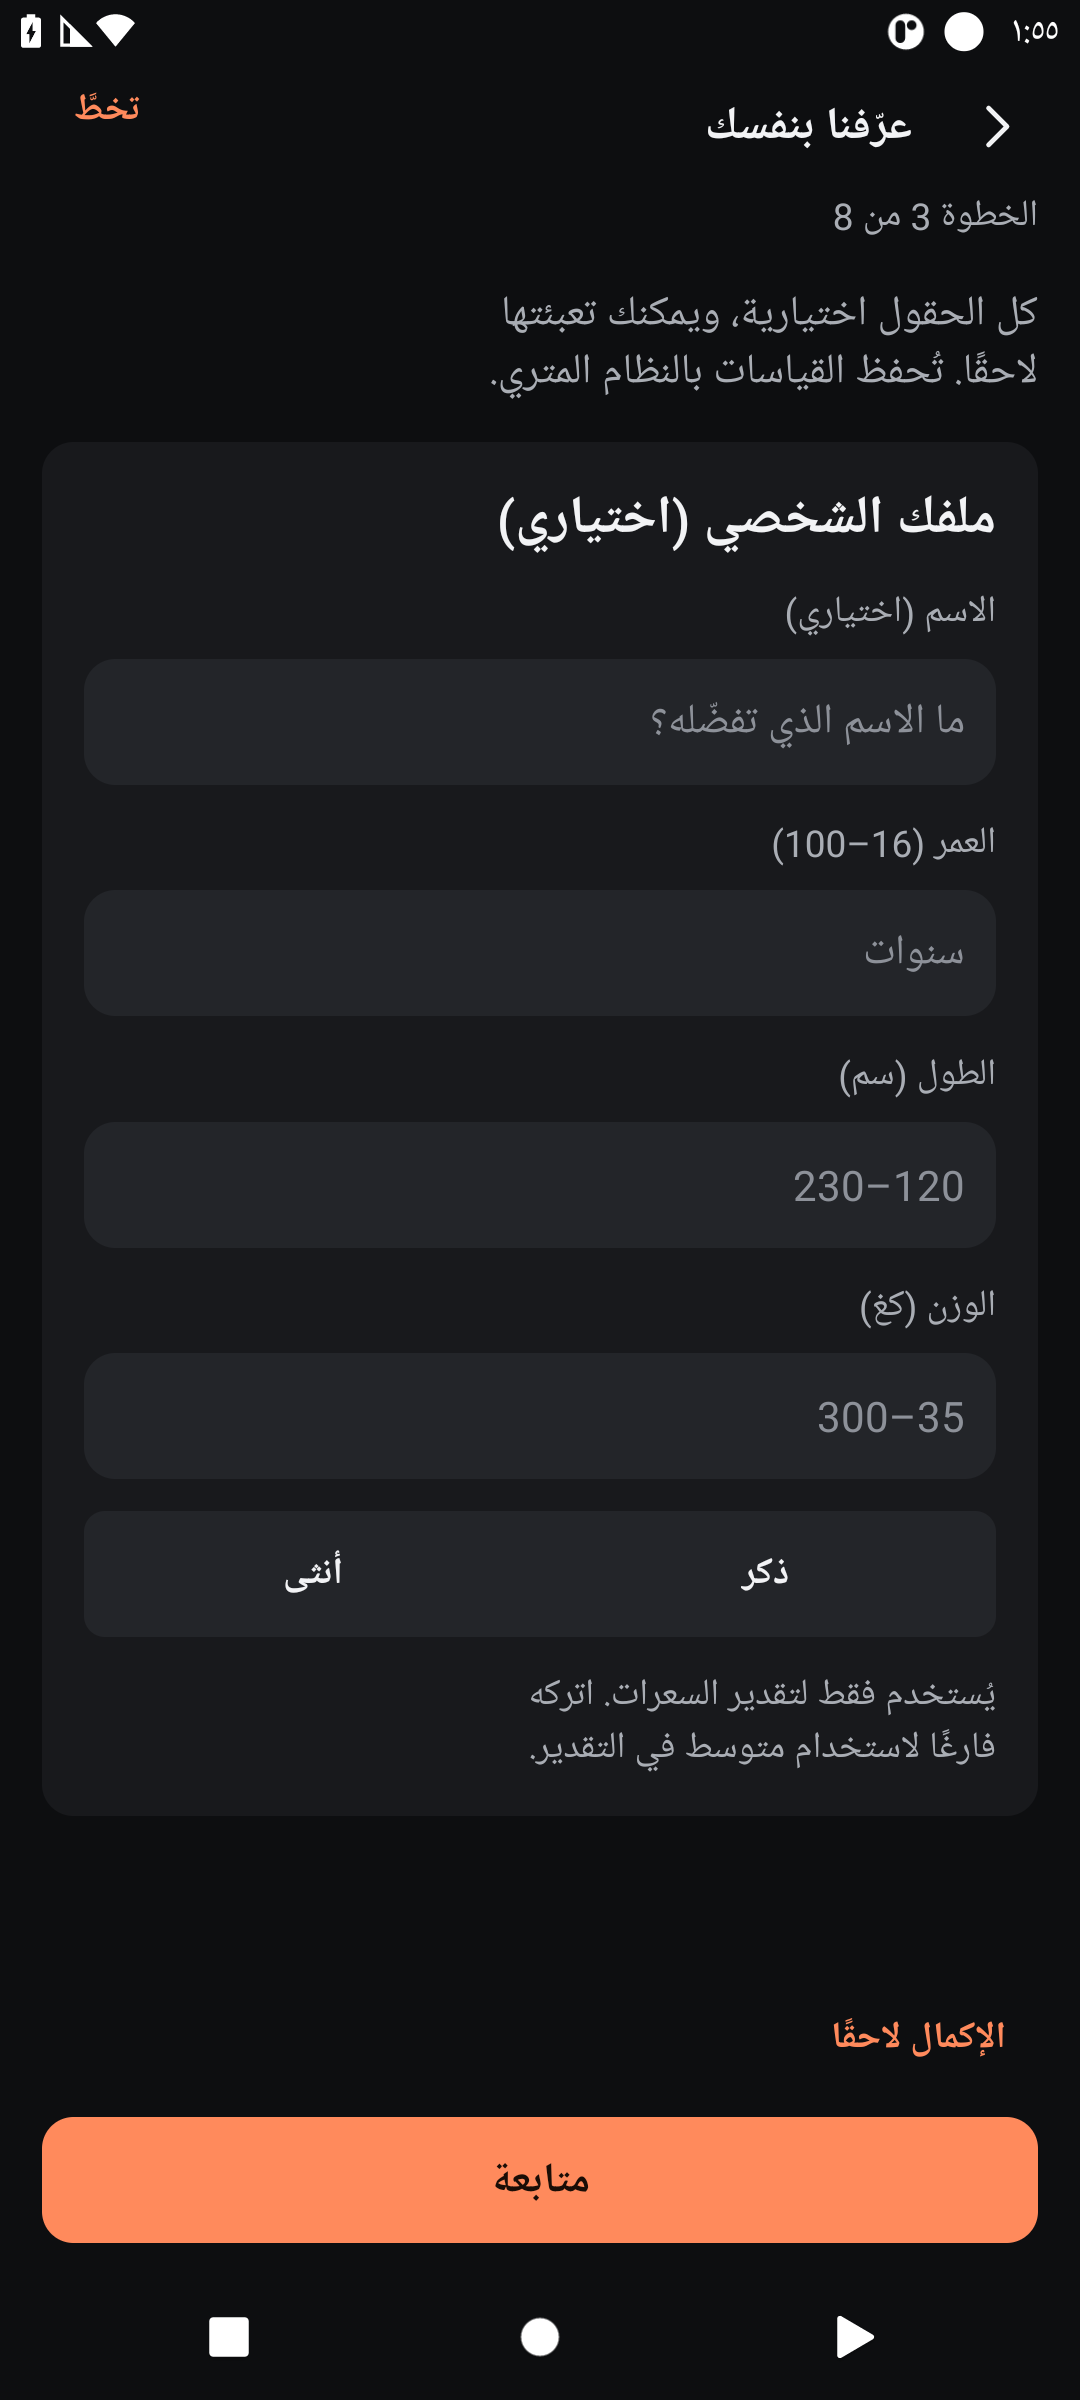 ١:٥٥
عرّفنا بنفسك
تخطَّ
الخطوة 3 من 8
كل الحقول اختيارية، ويمكنك تعبئتها
لاحقًا. تُحفظ القياسات بالنظام المتري.
ملفك الشخصي (اختياري)
الاسم (اختياري)
ما الاسم الذي تفضّله؟
العمر (16–100)
سنوات
الطول (سم)
120–230
الوزن (كغ)
35–300
ذكر
أنثى
يُستخدم فقط لتقدير السعرات. اتركه
فارغًا لاستخدام متوسط في التقدير.
الإكمال لاحقًا
متابعة